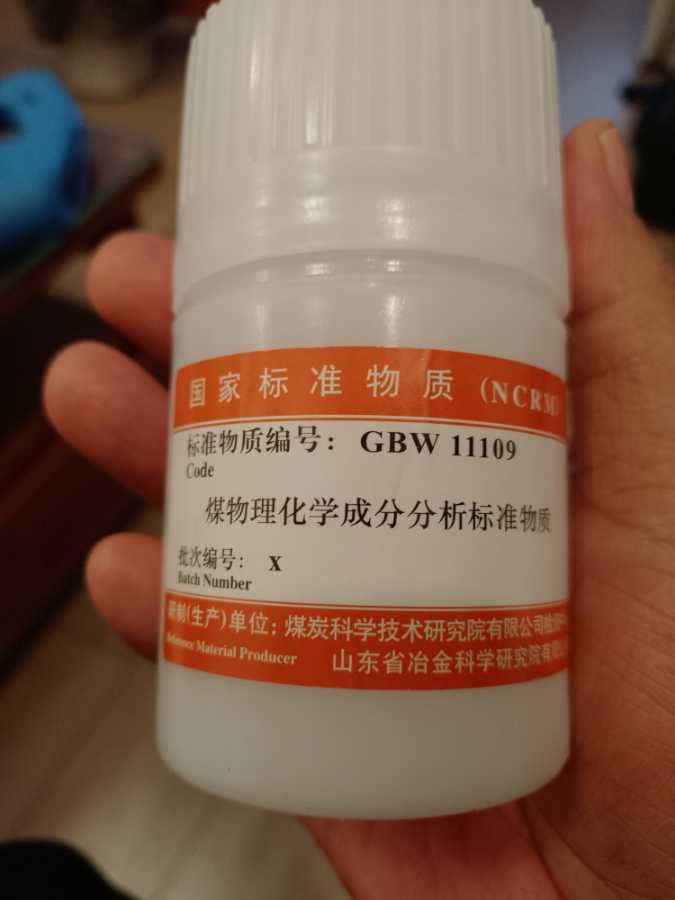 国家标准物质 (NCRM)
标准物质编号: GBW 11109
Code
煤物理化学成分分析标准物质
批次编号: x
Batch Number
研制(生产)单位: 煤炭科学技术研究院有限公司
Reference Material Producer 山东省冶金科学研究院有